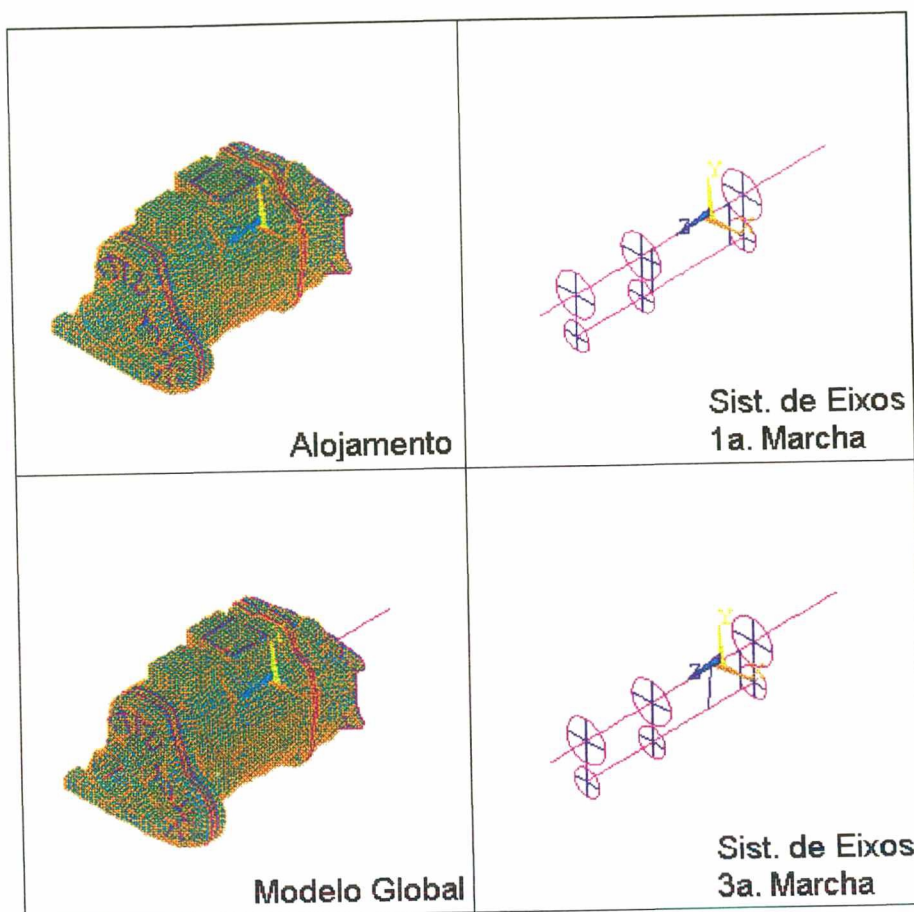 Alojamento
Y
Z
Sist. de Eixos
1a. Marcha
Modelo Global
Y
Z
Sist. de Eixos
3a. Marcha